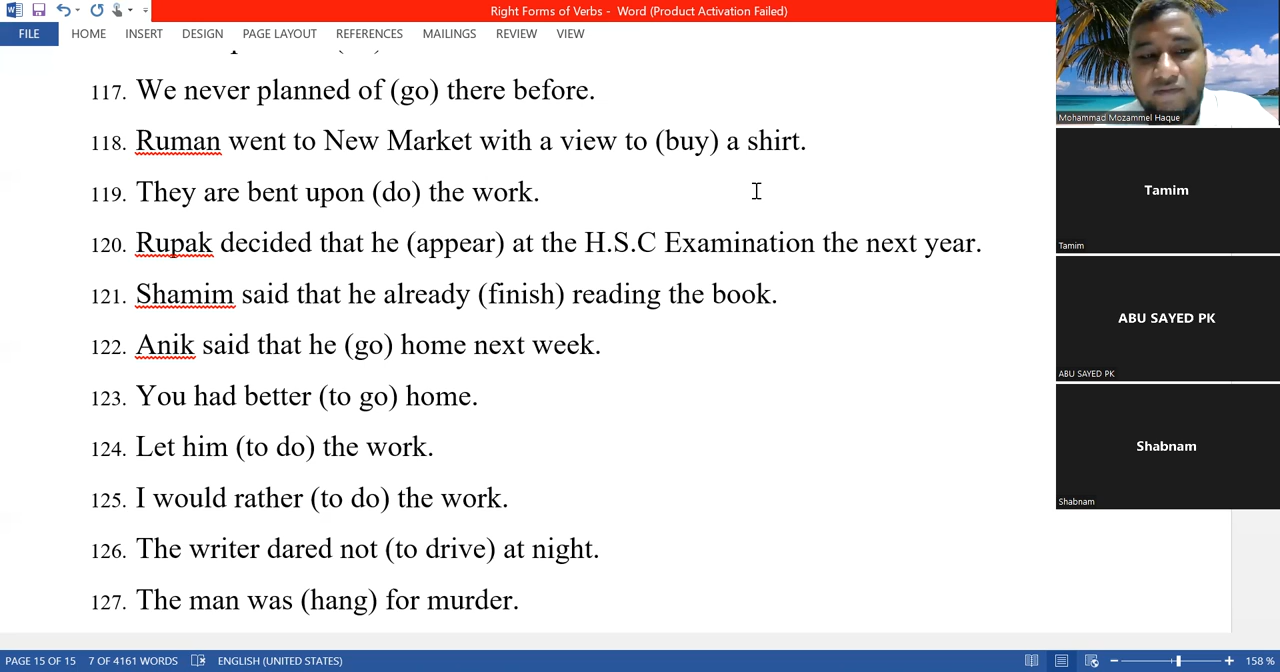 Right Forms of Verbs - Word (Product Activation Failed)
FILE HOME INSERT DESIGN PAGE LAYOUT REFERENCES MAILINGS REVIEW VIEW
117. We never planned of (go) there before.
118. Ruman went to New Market with a view to (buy) a shirt.
119. They are bent upon (do) the work.
120. Rupak decided that he (appear) at the H.S.C Examination the next year.
121. Shamim said that he already (finish) reading the book.
122. Anik said that he (go) home next week.
123. You had better (to go) home.
124. Let him (to do) the work.
125. I would rather (to do) the work.
126. The writer dared not (to drive) at night.
127. The man was (hang) for murder.
PAGE 15 OF 15 7 OF 4161 WORDS ENGLISH (UNITED STATES) 158 %
Mohammad Mozammel Haque
Tamim
Tamim
ABU SAYED PK
ABU SAYED PK
Shabnam
Shabnam